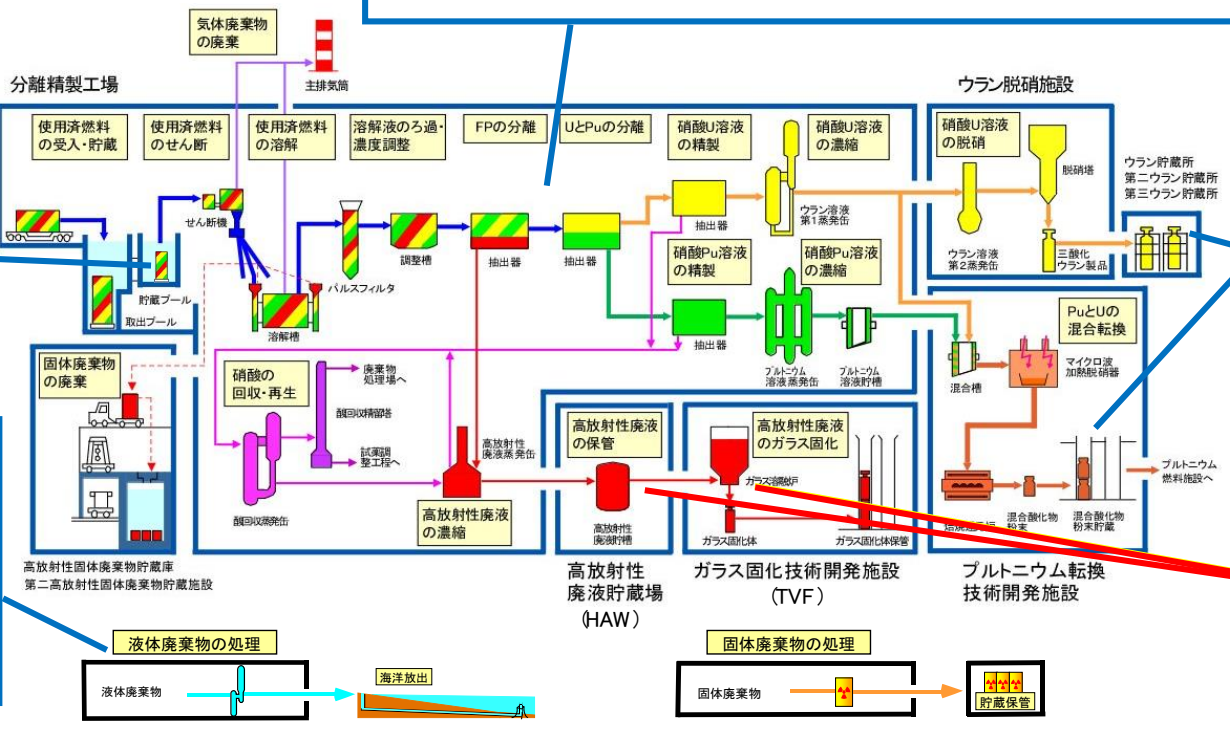 気体廃棄物
の廃棄
主排気筒
分離精製工場
ウラン脱硝施設
使用済燃料
の受入・貯蔵
使用済燃料
のせん断
使用済燃料
の溶解
溶解液のろ過・
濃度調整
FPの分離
UとPuの分離
硝酸U溶液
の精製
硝酸U溶液
の濃縮
硝酸U溶液
の脱硝
脱硝塔
ウラン貯蔵所
第二ウラン貯蔵所
第三ウラン貯蔵所
せん断機
貯蔵プール
取出プール
溶解槽
パルスフィルタ
調整槽
抽出器
抽出器
抽出器
ウラン溶液
第1蒸発缶
ウラン溶液
第2蒸発缶
三酸化
ウラン製品
硝酸Pu溶液
の精製
硝酸Pu溶液
の濃縮
抽出器
プルトニウム
溶液蒸発缶
プルトニウム
溶液貯槽
PuとUの
混合転換
混合槽
マイクロ波
加熱脱硝器
固体廃棄物
の廃棄
硝酸の
回収・再生
廃棄物
処理場へ
酸回収精留塔
試薬調
整工程へ
酸回収蒸発缶
高放射性
廃液蒸発缶
高放射性廃液
の濃縮
高放射性廃液
の保管
高放射性
廃液貯槽
高放射性廃液
のガラス固化
ガラス固化体
ガラス固化体保管
混合酸化物
粉末
混合酸化物
粉末貯蔵
プルトニウム
燃料施設へ
高放射性固体廃棄物貯蔵庫
第二高放射性固体廃棄物貯蔵施設
高放射性
廃液貯蔵場
(HAW)
ガラス固化技術開発施設
(TVF)
プルトニウム転換
技術開発施設
液体廃棄物の処理
液体廃棄物
海洋放出
固体廃棄物の処理
固体廃棄物
貯蔵保管